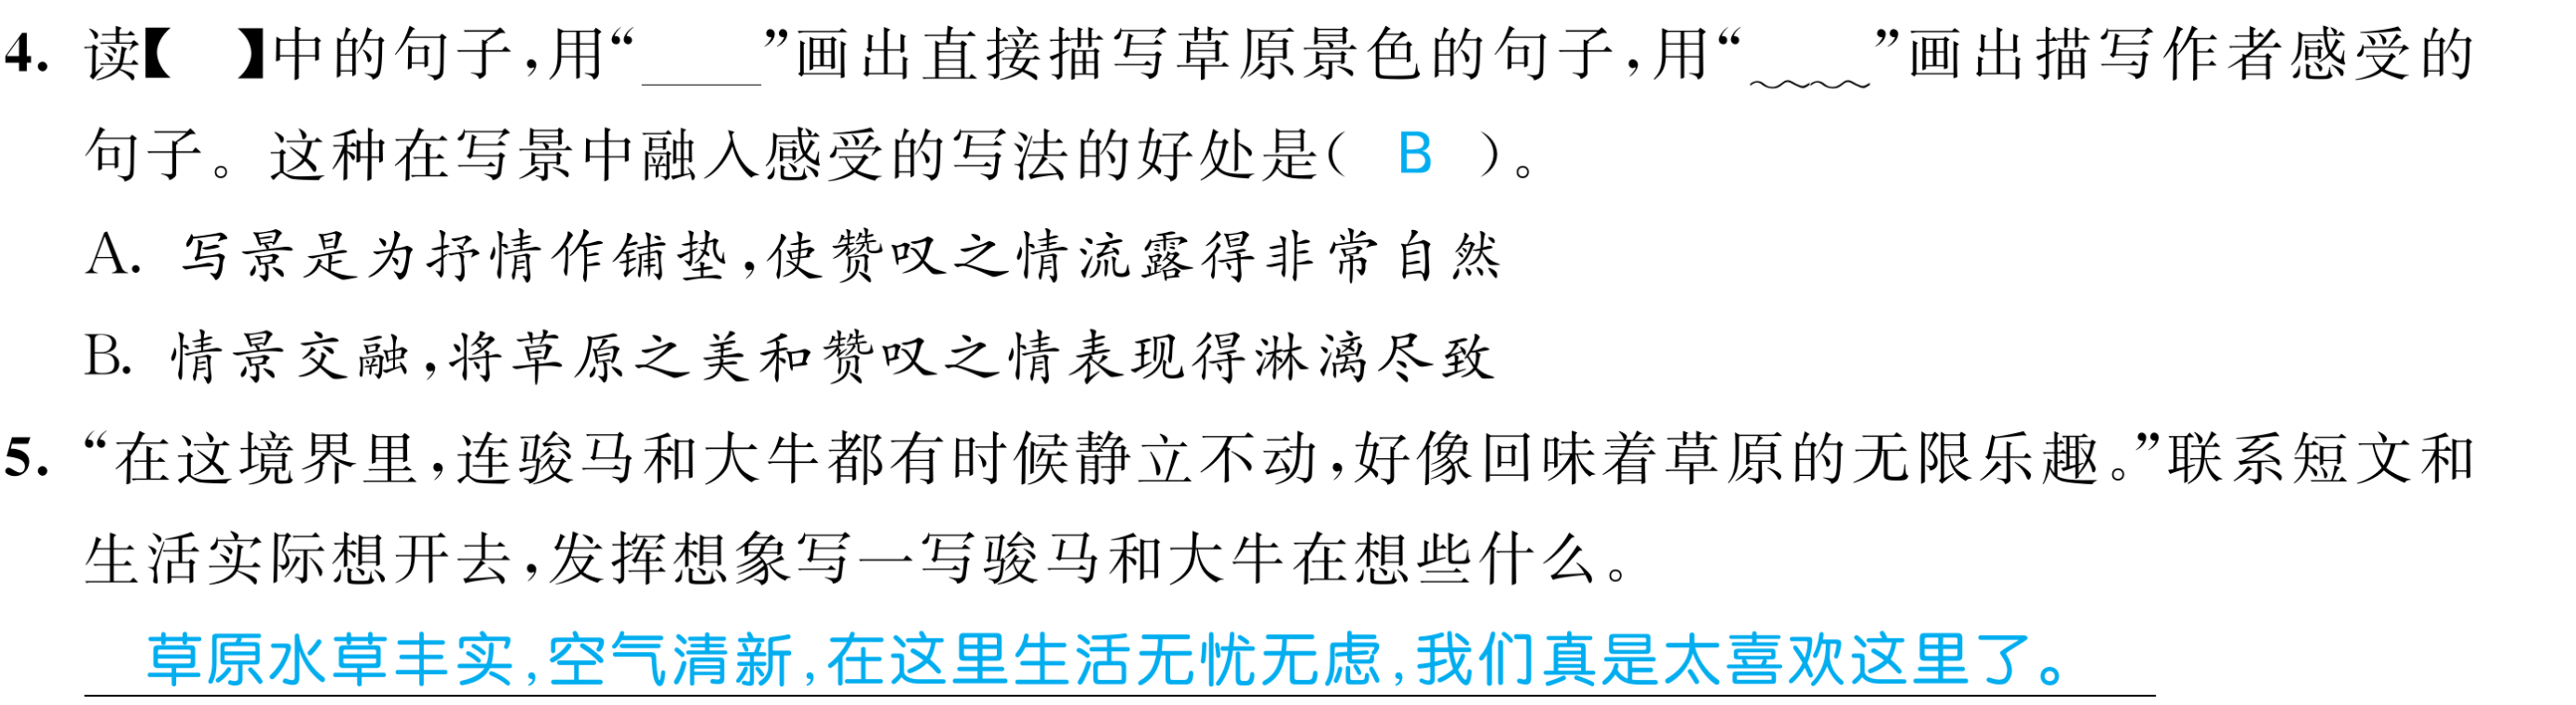 4. 读【 】中的句子,用“____”画出直接描写草原景色的句子,用“﹏﹏”画出描写作者感受的
句子。这种在写景中融入感受的写法的好处是( B )。
A. 写景是为抒情作铺垫,使赞叹之情流露得非常自然
B. 情景交融,将草原之美和赞叹之情表现得淋漓尽致
5. “在这境界里,连骏马和大牛都有时候静立不动,好像回味着草原的无限乐趣。”联系短文和
生活实际想开去,发挥想象写一写骏马和大牛在想些什么。
草原水草丰实,空气清新,在这里生活无忧无虑,我们真是太喜欢这里了。